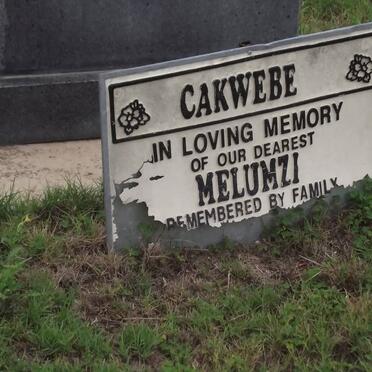 CAKWEBE
IN LOVING MEMORY
OF OUR DEAREST
MELUMZI
REMEMBERED BY FAMILY